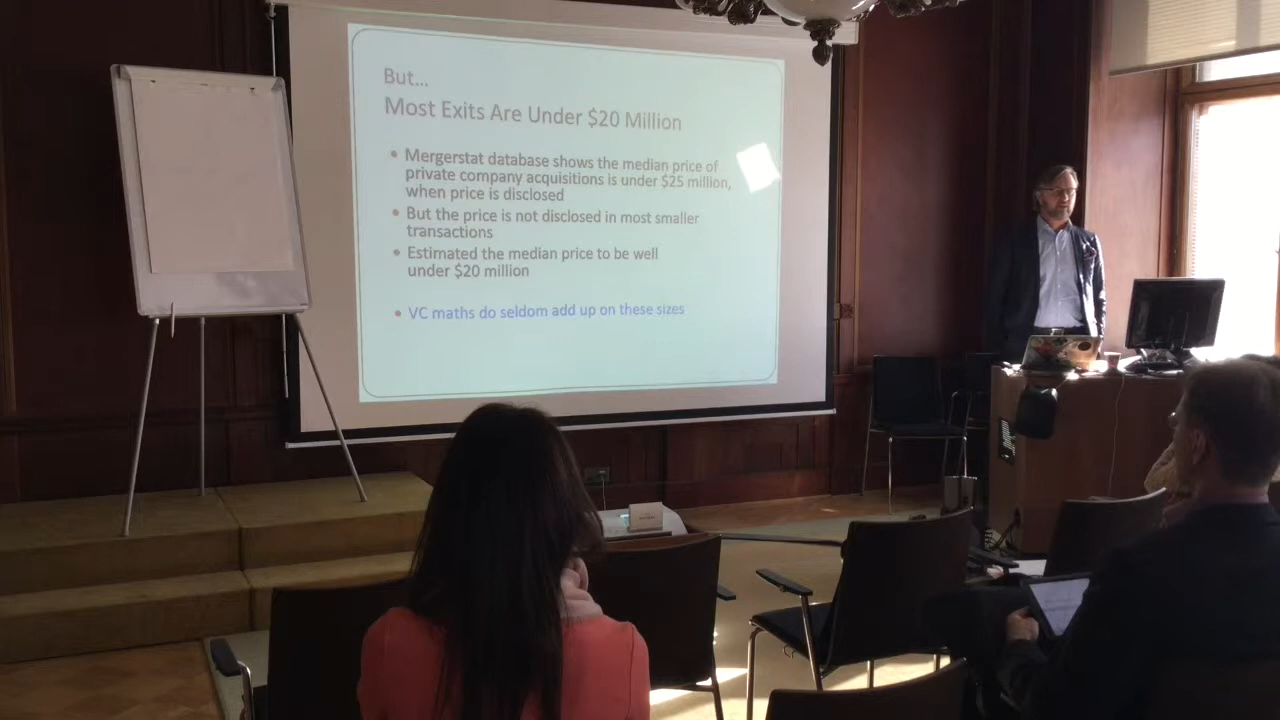 But...
Most Exits Are Under $20 Million
• Mergerstat database shows the median price of
private company acquisitions is under $25 million,
when price is disclosed
• But the price is not disclosed in most smaller
transactions
• Estimated the median price to be well
under $20 million
• VC maths do seldom add up on these sizes